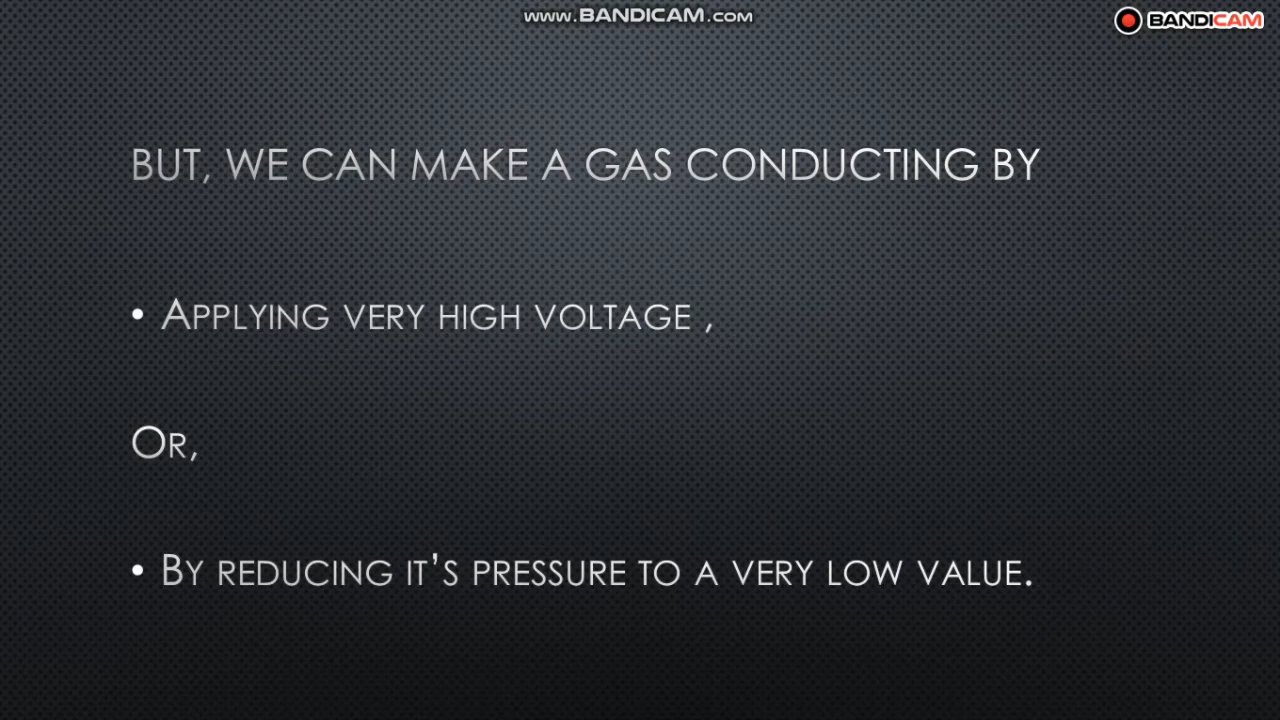 www.BANDICAM.com
BANDICAM
BUT, WE CAN MAKE A GAS CONDUCTING BY
• APPLYING VERY HIGH VOLTAGE ,
OR,
• BY REDUCING IT’S PRESSURE TO A VERY LOW VALUE.